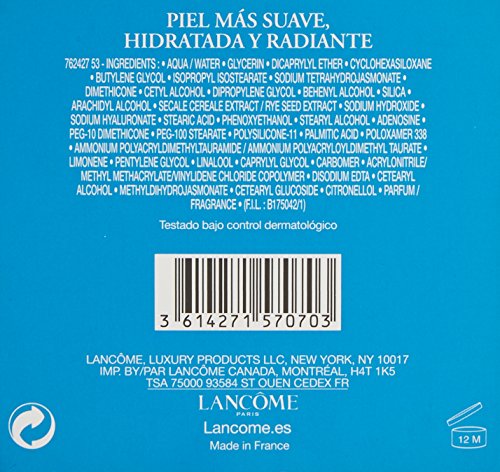 PIEL MÁS SUAVE,
HIDRATADA Y RADIANTE
762427 53 - INGREDIENTS : • AQUA / WATER • GLYCERIN • DICAPRYLYL ETHER • CYCLOHEXASILOXANE
• BUTYLENE GLYCOL • ISOPROPYL ISOSTEARATE • SODIUM TETRAHYDROJASMONATE
• DIMETHICONE • CETYL ALCOHOL • DIPROPYLENE GLYCOL • BEHENYL ALCOHOL • SILICA •
ARACHIDYL ALCOHOL • SECALE CEREALE EXTRACT / RYE SEED EXTRACT • SODIUM HYDROXIDE •
SODIUM HYALURONATE • STEARIC ACID • PHENOXYETHANOL • STEARYL ALCOHOL • ADENOSINE •
PEG-10 DIMETHICONE • PEG-100 STEARATE • POLYSILICONE-11 • PALMITIC ACID • POLOXAMER 338
• AMMONIUM POLYACRYLDIMETHYLTAURAMIDE / AMMONIUM POLYACRYLOYLDIMETHYL TAURATE •
LIMONENE • PENTYLENE GLYCOL • LINALOOL • CAPRYLYL GLYCOL • CARBOMER • ACRYLONITRILE/
METHYL METHACRYLATE/VINYLIDENE CHLORIDE COPOLYMER • DISODIUM EDTA • CETEARYL
ALCOHOL • METHYLDIHYDROJASMONATE • CETEARYL GLUCOSIDE • CITRONELLOL • PARFUM /
FRAGRANCE • (F.I.L. : B175042/1)
Testado bajo control dermatológico
3 614271 570703
LANCÔME, LUXURY PRODUCTS LLC, NEW YORK, NY 10017
IMP. BY/PAR LANCÔME CANADA, MONTRÉAL, H4T 1K5
TSA 75000 93584 ST OUEN CEDEX FR
LANCÔME
PARIS
Lancome.es
Made in France
12 M